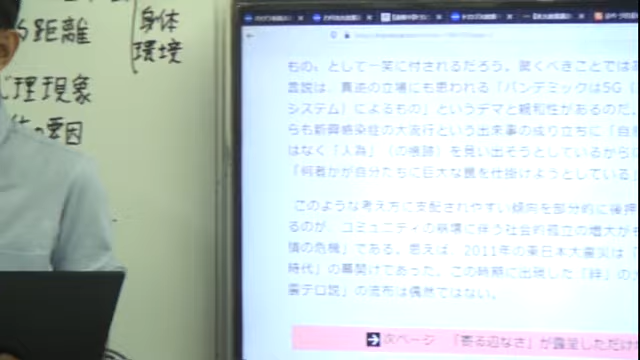 距離
身体
環境
理現象
の要因
もの〟として一笑に付されるだろう。驚くべきことではあ
言説は、真逆の立場にも思われる「パンデミックは5G（
システム）によるもの」というデマと親和性があるのだ。
らも新興感染症の大流行という出来事の成り立ちに「自
はなく「人為」（の痕跡）を見い出そうとしているからに
「何者かが自分たちに巨大な罠を仕掛けようとしている」
このような考え方に支配されやすい傾向を部分的に後押
るのが、コミュニティの崩壊に伴う社会的孤立の増大がも
頼の危機」である。思えば、2011年の東日本大震災は「
時代」の幕開けであった。この時期に出現した「絆」の
震テロ説」の流布は偶然ではない。
次ページ 「寄る辺なさ」が露呈しただけ